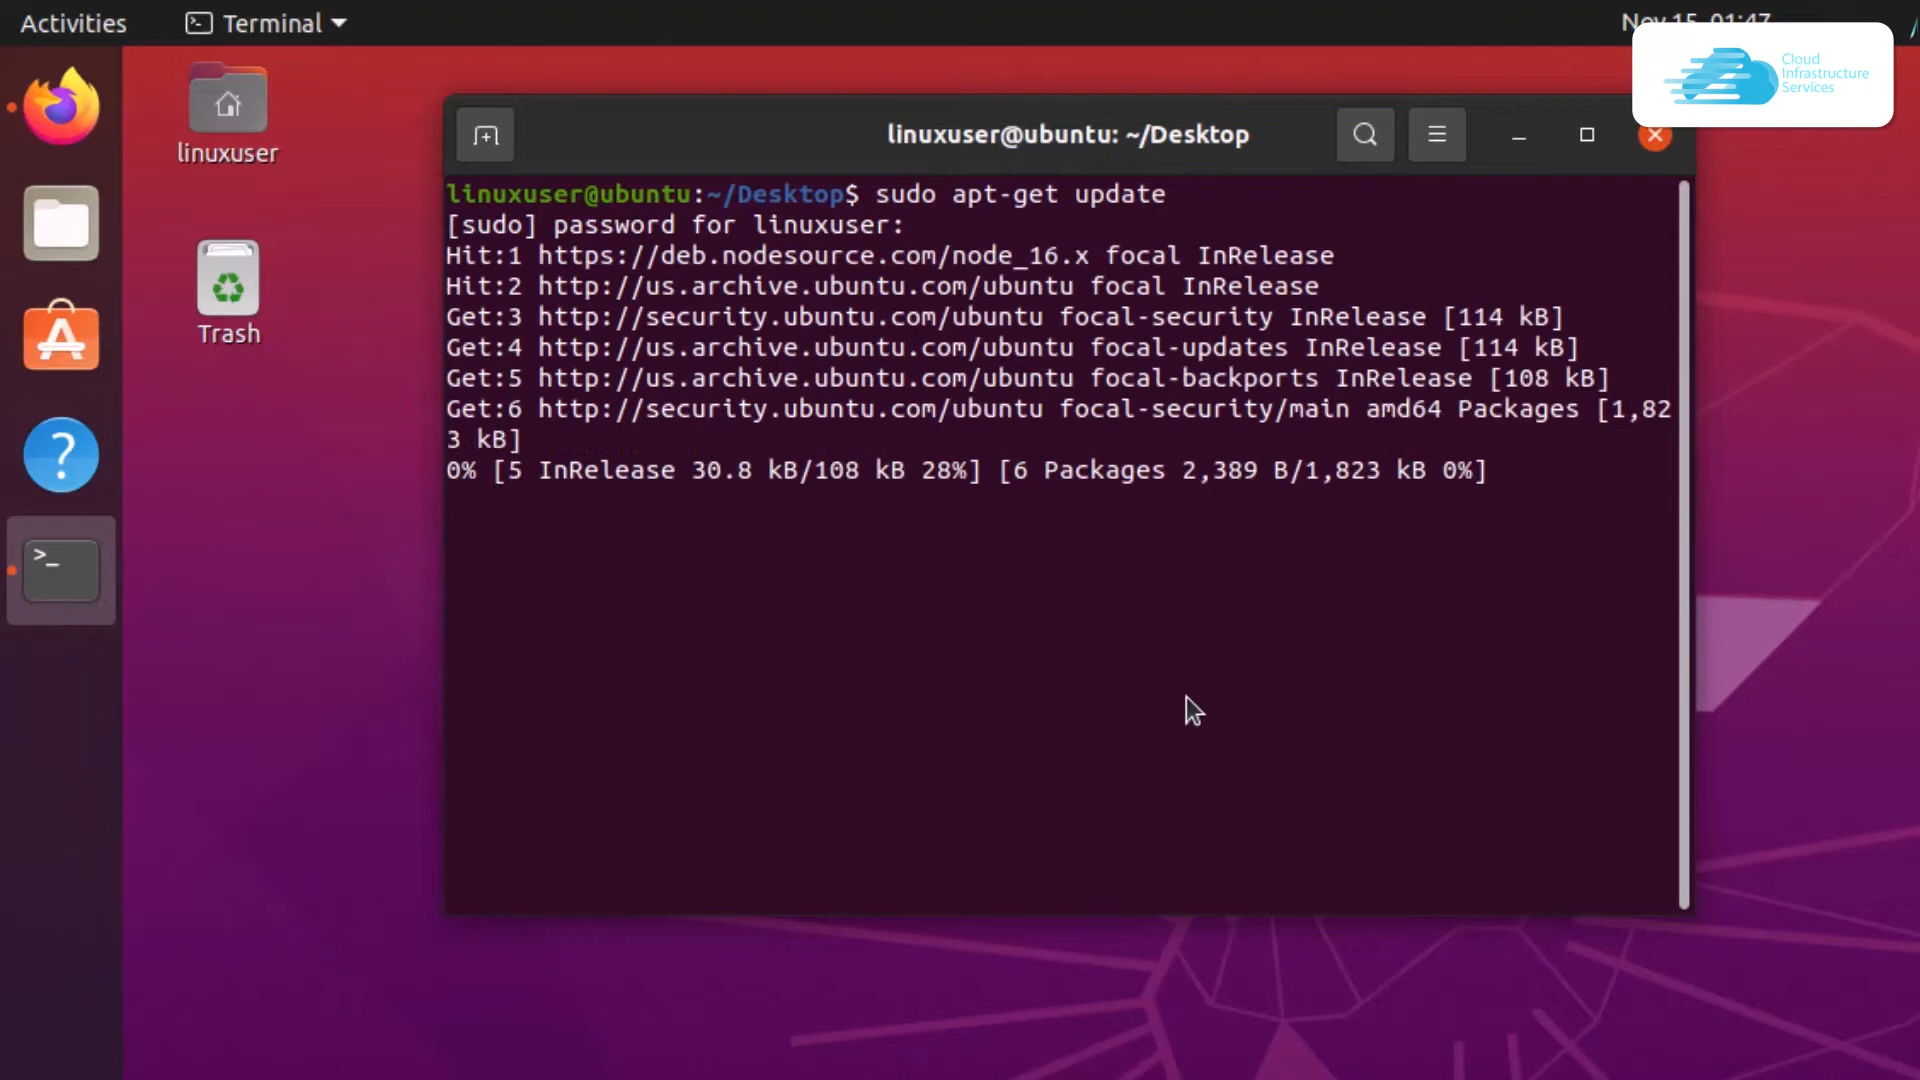 Activities
Terminal
Nov 15 01:47
Cloud
Infrastructure
Services
linuxuser
Trash
linuxuser@ubuntu: ~/Desktop
linuxuser@ubuntu:~/Desktop$ sudo apt-get update
[sudo] password for linuxuser:
Hit:1 https://deb.nodesource.com/node_16.x focal InRelease
Hit:2 http://us.archive.ubuntu.com/ubuntu focal InRelease
Get:3 http://security.ubuntu.com/ubuntu focal-security InRelease [114 kB]
Get:4 http://us.archive.ubuntu.com/ubuntu focal-updates InRelease [114 kB]
Get:5 http://us.archive.ubuntu.com/ubuntu focal-backports InRelease [108 kB]
Get:6 http://security.ubuntu.com/ubuntu focal-security/main amd64 Packages [1,82
3 kB]
0% [5 InRelease 30.8 kB/108 kB 28%] [6 Packages 2,389 B/1,823 kB 0%]